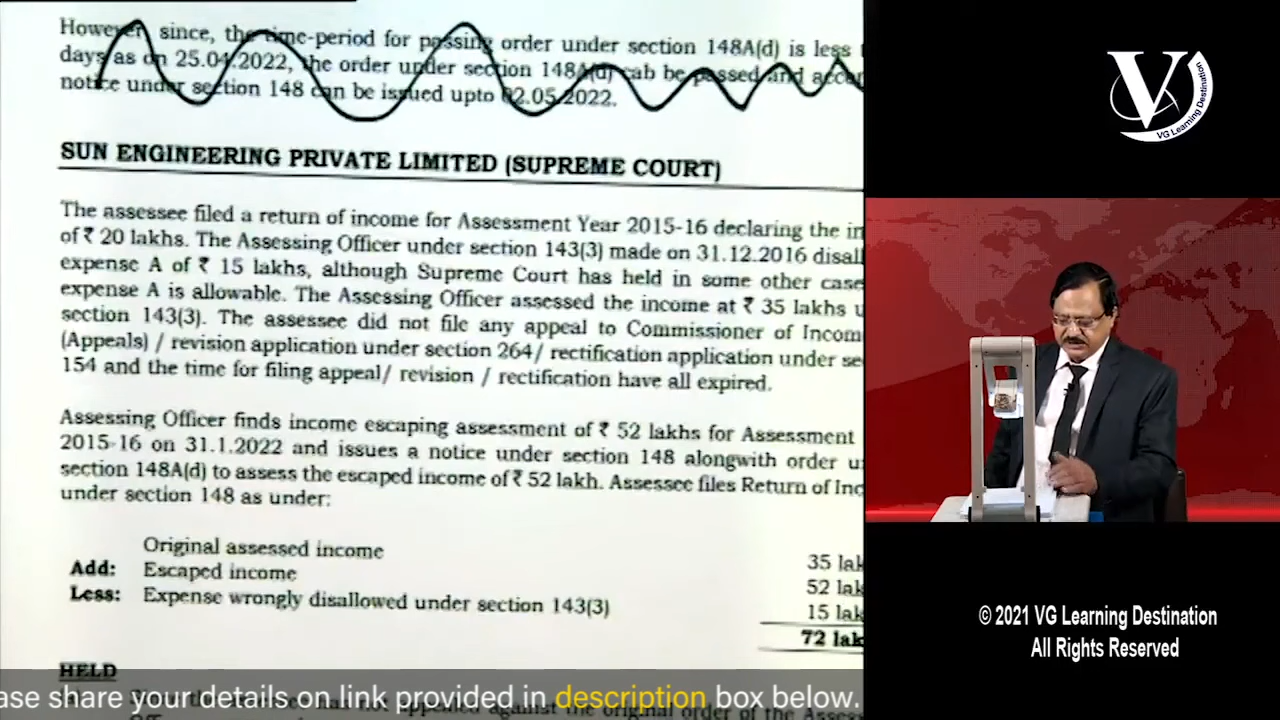 However, since, the time-period for passing order under section 148A(d) is less
days as on 25.04.2022, the order under section 148A(d) cab be passed and
notice under section 148 can be issued upto 02.05.2022.
SUN ENGINEERING PRIVATE LIMITED (SUPREME COURT)
The assessee filed a return of income for Assessment Year 2015-16 declaring the
of ₹ 20 lakhs. The Assessing Officer under section 143(3) made on 31.12.2016
expense A of ₹ 15 lakhs, although Supreme Court has held in some other case
expense A is allowable. The Assessing Officer assessed the income at ₹ 35 lakhs
section 143(3). The assessee did not file any appeal to Commissioner of
(Appeals) / revision application under section 264/ rectification application under
154 and the time for filing appeal/ revision / rectification have all expired.
Assessing Officer finds income escaping assessment of ₹ 52 lakhs for Assessment
2015-16 on 31.1.2022 and issues a notice under section 148 alongwith order
section 148A(d) to assess the escaped income of ₹ 52 lakh. Assessee files Return of
under section 148 as under:
Original assessed income 35 lak
Add: Escaped income 52 lak
Less: Expense wrongly disallowed under section 143(3) 15 lak
72 lak
HELD
ase share your details on link provided in description box below.
V
VG Learning Destination
© 2021 VG Learning Destination
All Rights Reserved